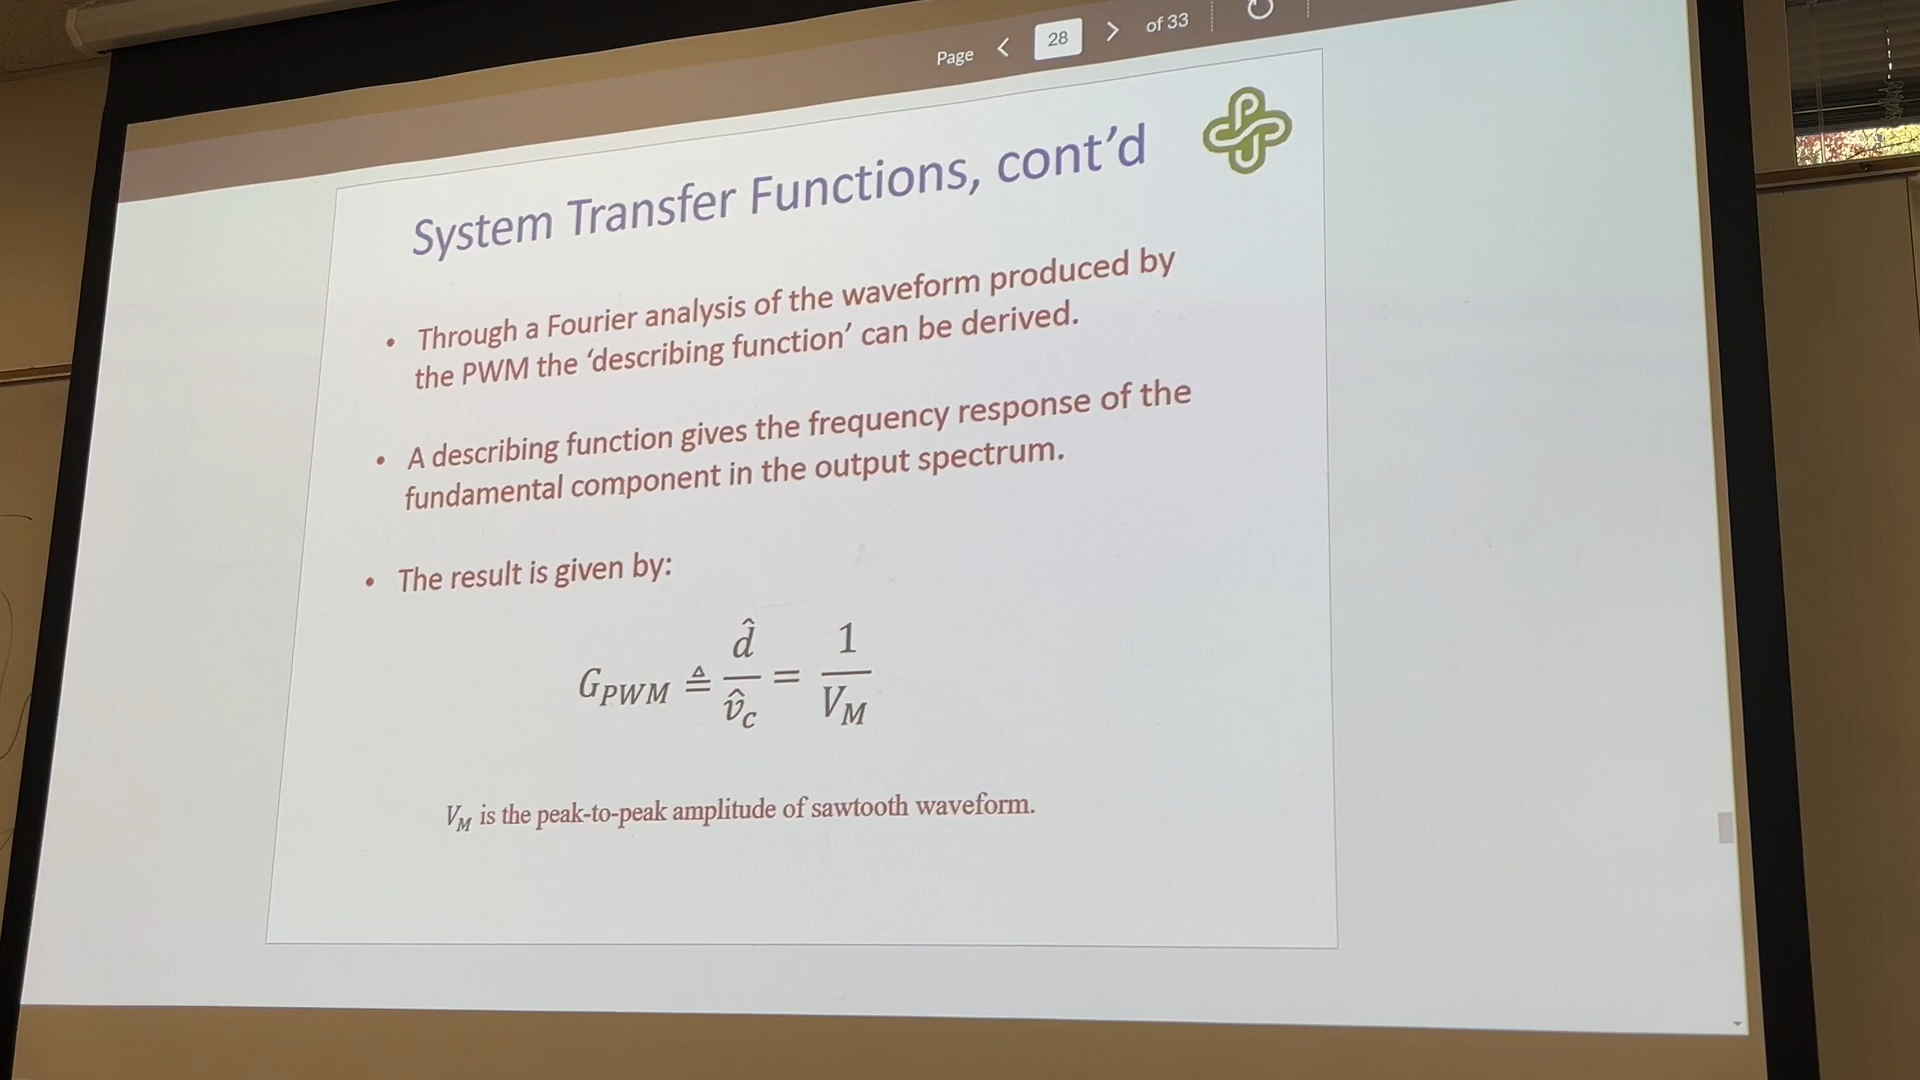 Page 28 of 33
System Transfer Functions, cont'd
• Through a Fourier analysis of the waveform produced by
the PWM the ‘describing function’ can be derived.
• A describing function gives the frequency response of the
fundamental component in the output spectrum.
• The result is given by:
G_PWM ≜ d̂/v̂_c = 1/V_M
V_M is the peak-to-peak amplitude of sawtooth waveform.